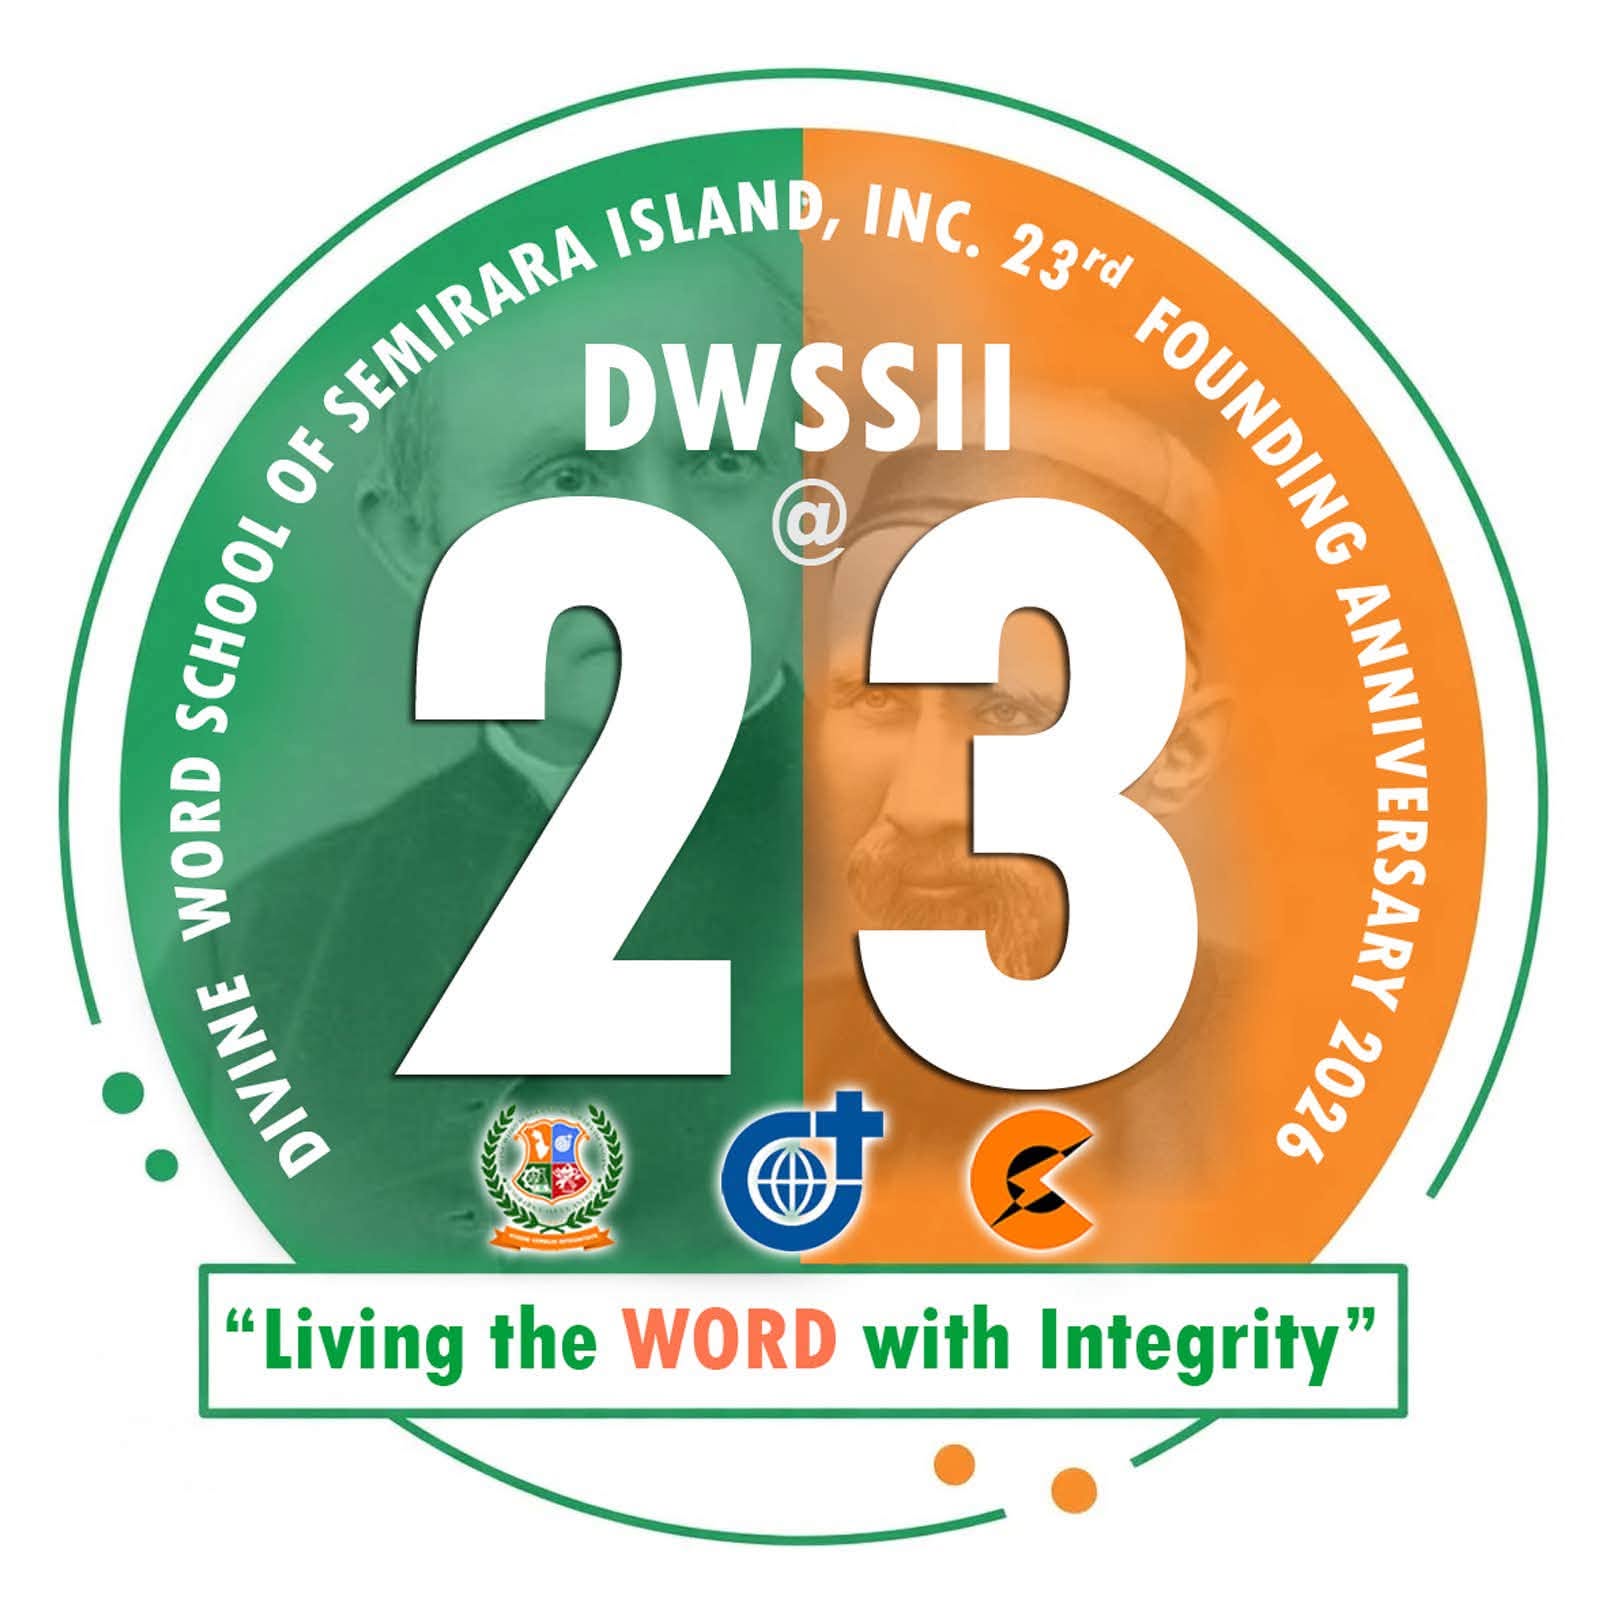 DIVINE WORD SCHOOL OF SEMIRARA ISLAND, INC. 23rd FOUNDING ANNIVERSARY 2026
DWSSII
@
23
“Living the WORD with Integrity”